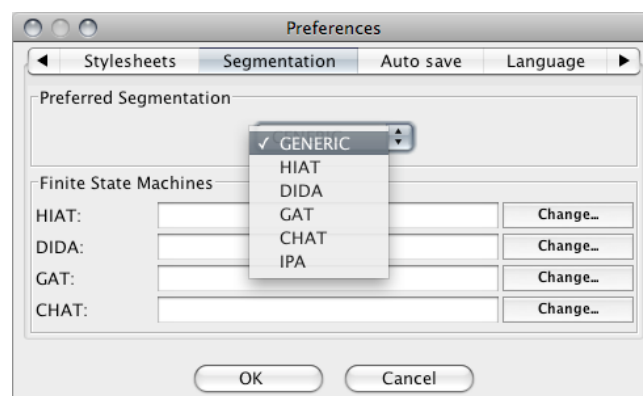 Preferences
Stylesheets Segmentation Auto save Language
Preferred Segmentation
✓ GENERIC
HIAT
DIDA
GAT
CHAT
IPA
Finite State Machines
HIAT: Change…
DIDA: Change…
GAT: Change…
CHAT: Change…
OK Cancel